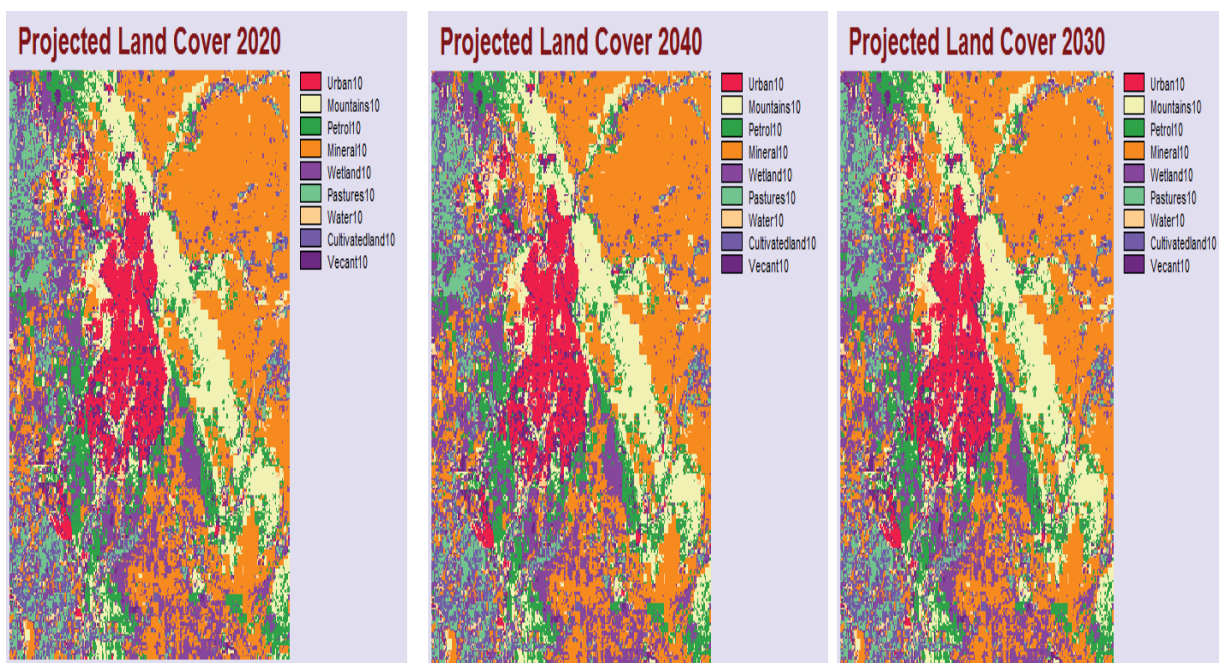 Projected Land Cover 2020
Urban10
Mountains10
Petrol10
Mineral10
Wetland10
Pastures10
Water10
Cultivatedland10
Vecant10
Projected Land Cover 2040
Urban10
Mountains10
Petrol10
Mineral10
Wetland10
Pastures10
Water10
Cultivatedland10
Vecant10
Projected Land Cover 2030
Urban10
Mountains10
Petrol10
Mineral10
Wetland10
Pastures10
Water10
Cultivatedland10
Vecant10